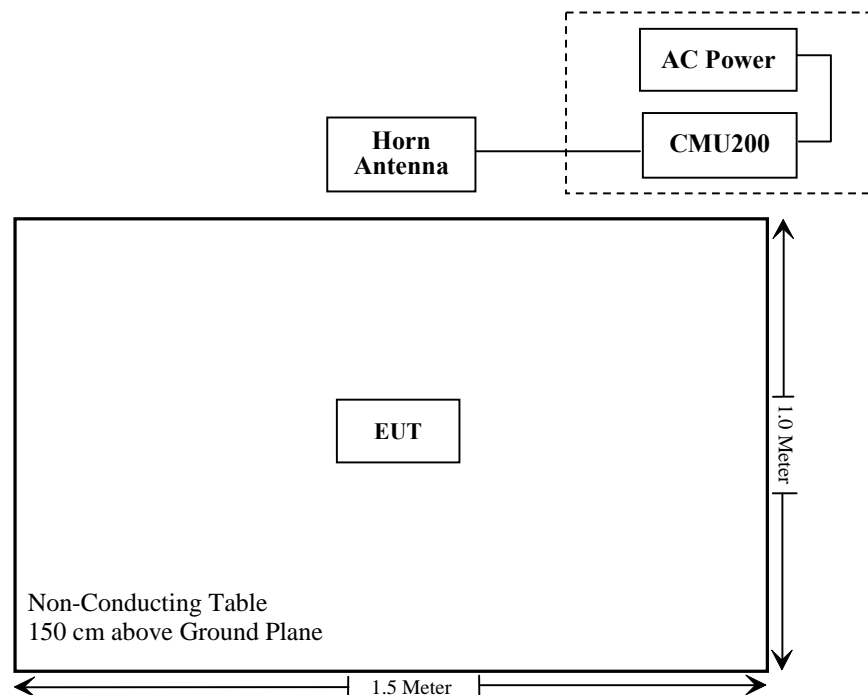 AC Power
CMU200
Horn
Antenna
EUT
1.0 Meter
Non-Conducting Table
150 cm above Ground Plane
1.5 Meter